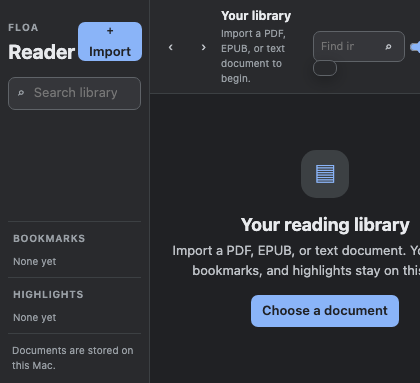 FLOA
Reader
+
Import
Search library
BOOKMARKS
None yet
HIGHLIGHTS
None yet
Documents are stored on
this Mac.
‹ ›
Your library
Import a PDF,
EPUB, or text
document to
begin.
Find ir
Your reading library
Import a PDF, EPUB, or text document. Yo
bookmarks, and highlights stay on this
Choose a document